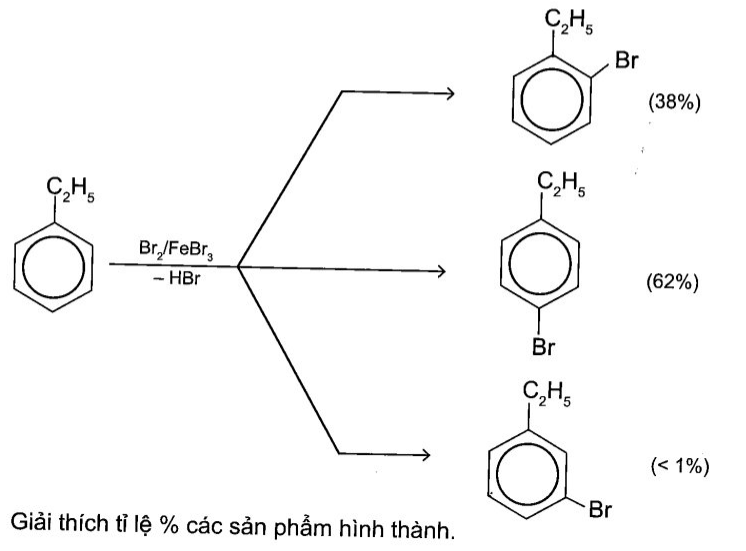 C₂H₅
Br
(38%)
C₂H₅
C₂H₅
Br₂/FeBr₃
– HBr
(62%)
Br
C₂H₅
(< 1%)
Br
Giải thích tỉ lệ % các sản phẩm hình thành.